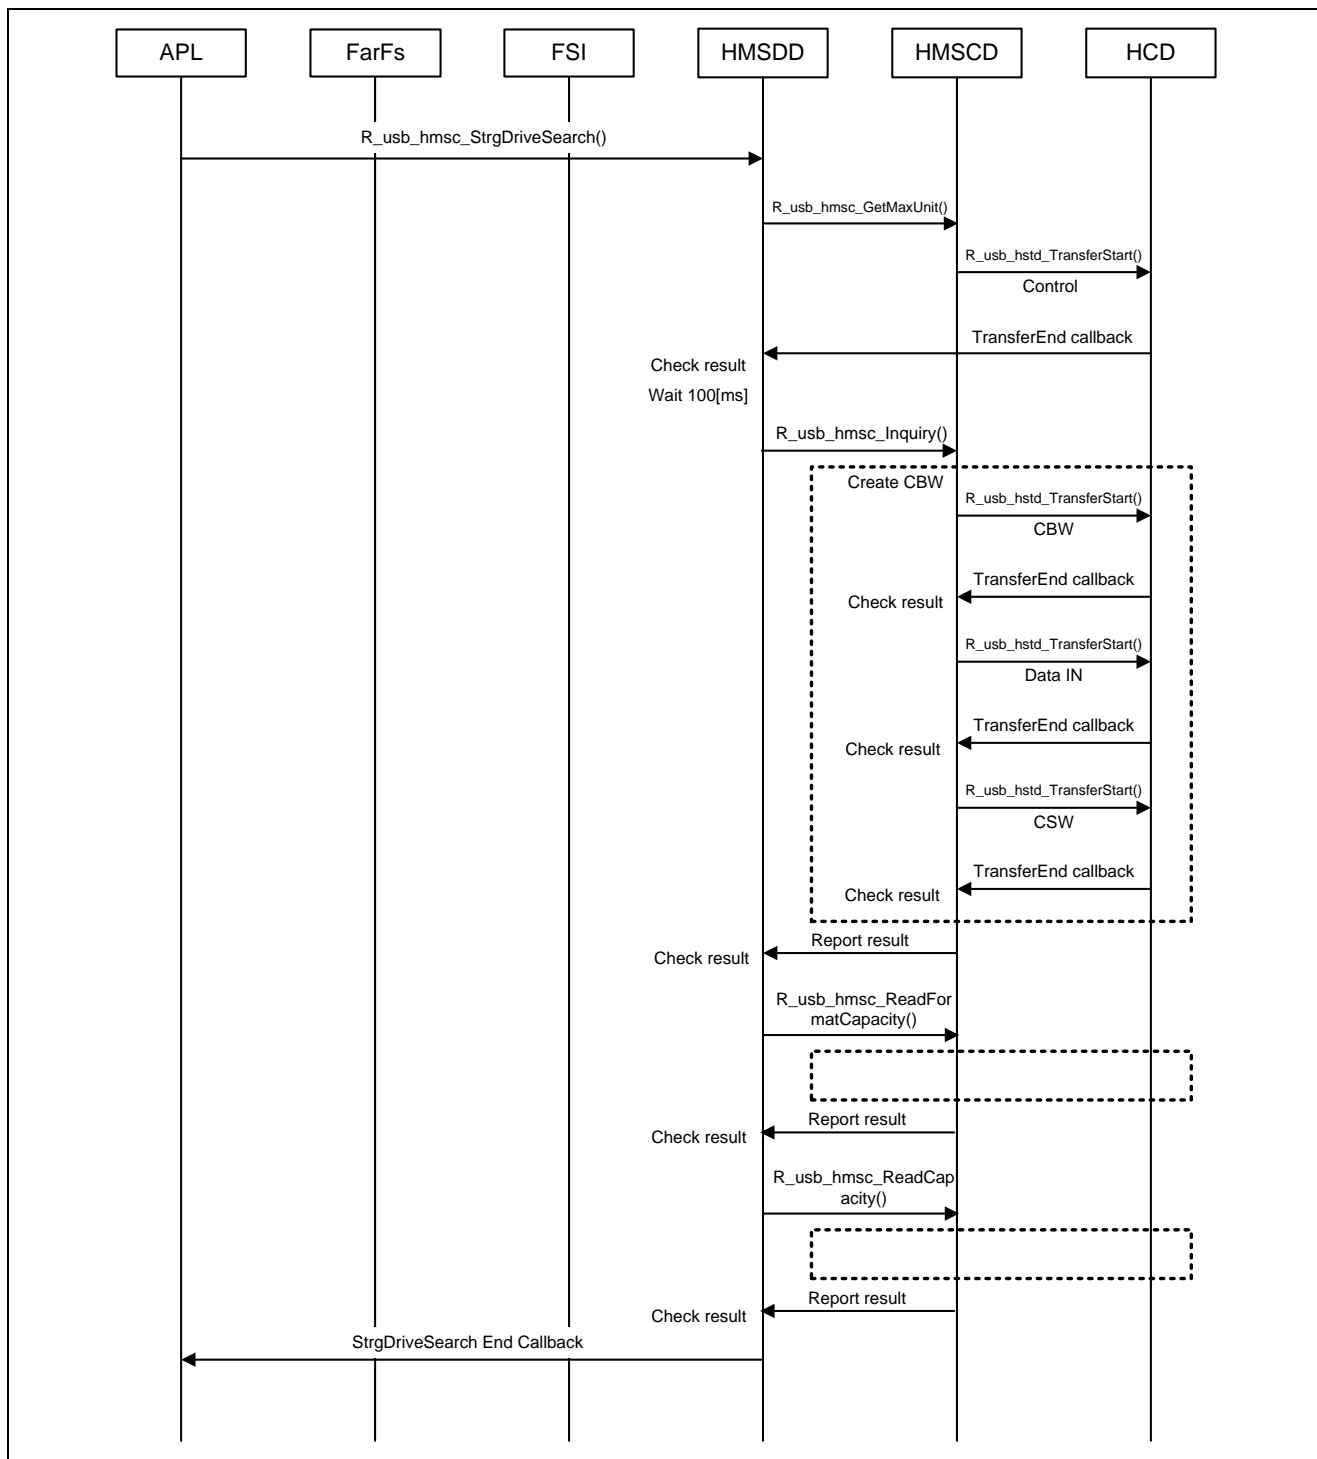 APL
FarFs
FSI
HMSDD
HMSCD
HCD
R_usb_hmsc_StrgDriveSearch()
R_usb_hmsc_GetMaxUnit()
R_usb_hstd_TransferStart()
Control
TransferEnd callback
Check result
Wait 100[ms]
R_usb_hmsc_Inquiry()
Create CBW
R_usb_hstd_TransferStart()
CBW
TransferEnd callback
Check result
R_usb_hstd_TransferStart()
Data IN
TransferEnd callback
Check result
R_usb_hstd_TransferStart()
CSW
TransferEnd callback
Check result
Report result
Check result
R_usb_hmsc_ReadFor
matCapacity()
Report result
Check result
R_usb_hmsc_ReadCap
acity()
Report result
Check result
StrgDriveSearch End Callback